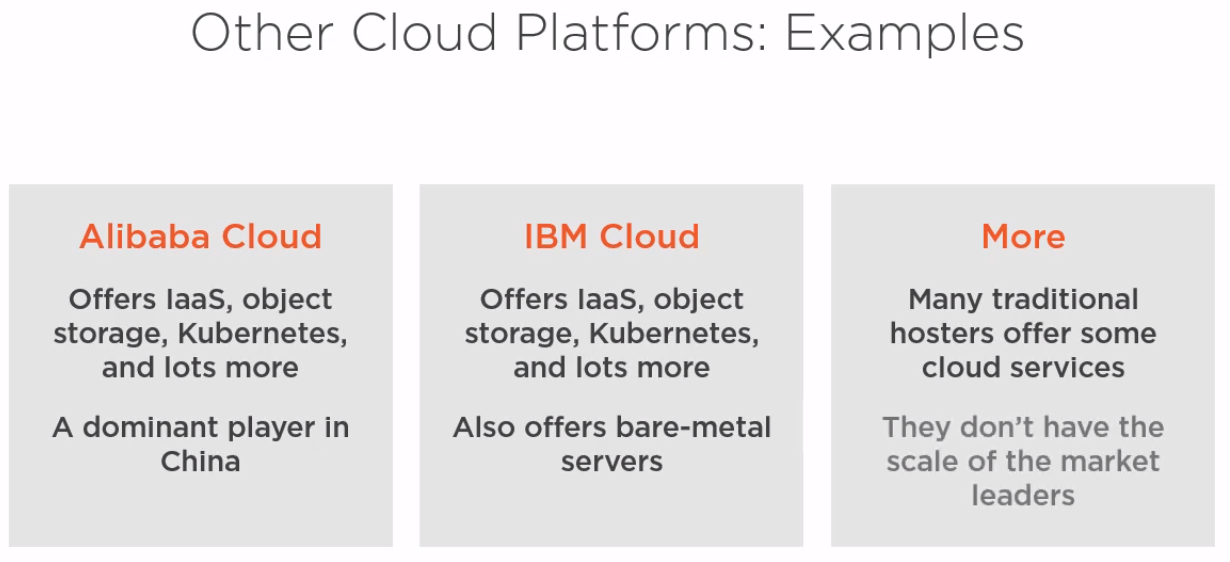 Other Cloud Platforms: Examples
Alibaba Cloud
Offers IaaS, object
storage, Kubernetes,
and lots more
A dominant player in
China
IBM Cloud
Offers IaaS, object
storage, Kubernetes,
and lots more
Also offers bare-metal
servers
More
Many traditional
hosters offer some
cloud services
They don’t have the
scale of the market
leaders